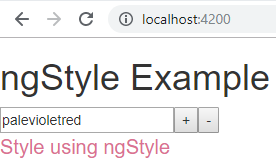 localhost:4200
ngStyle Example
palevioletred + -
Style using ngStyle